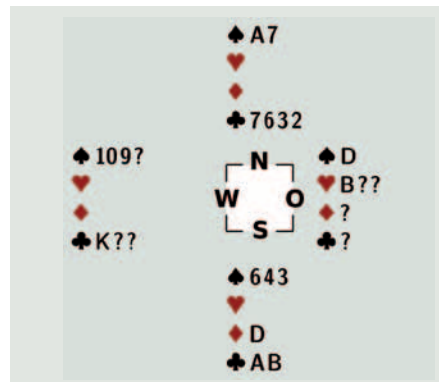 ♠ A7
♥
♦
♣ 7632
♠ 109?
♥
♦
♣ K??
N
W O
S
♠ D
♥ B??
♦ ?
♣ ?
♠ 643
♥
♦ D
♣ AB